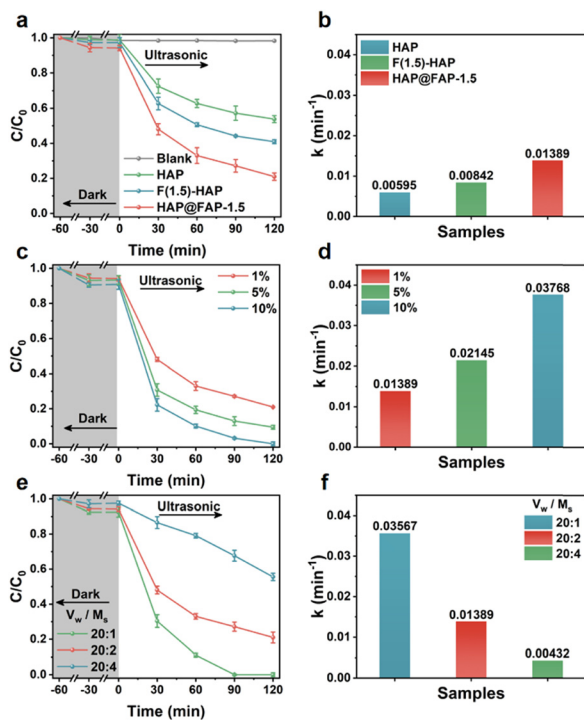 a
C/C0
1.0
0.8
0.6
0.4
0.2
0.0
Ultrasonic
Blank
HAP
F(1.5)-HAP
HAP@FAP-1.5
Dark
-60 -30 0 30 60 90 120
Time (min)
b
k (min-1)
0.04
0.03
0.02
0.01
0.00
HAP
F(1.5)-HAP
HAP@FAP-1.5
0.00595
0.00842
0.01389
Samples
c
C/C0
1.0
0.8
0.6
0.4
0.2
0.0
Ultrasonic
1%
5%
10%
Dark
-60 -30 0 30 60 90 120
Time (min)
d
k (min-1)
0.04
0.03
0.02
0.01
0.00
1%
5%
10%
0.01389
0.02145
0.03768
Samples
e
C/C0
1.0
0.8
0.6
0.4
0.2
0.0
Ultrasonic
Dark
Vw / Ms
20:1
20:2
20:4
-60 -30 0 30 60 90 120
Time (min)
f
k (min-1)
0.04
0.03
0.02
0.01
0.00
Vw / Ms
20:1
20:2
20:4
0.03567
0.01389
0.00432
Samples